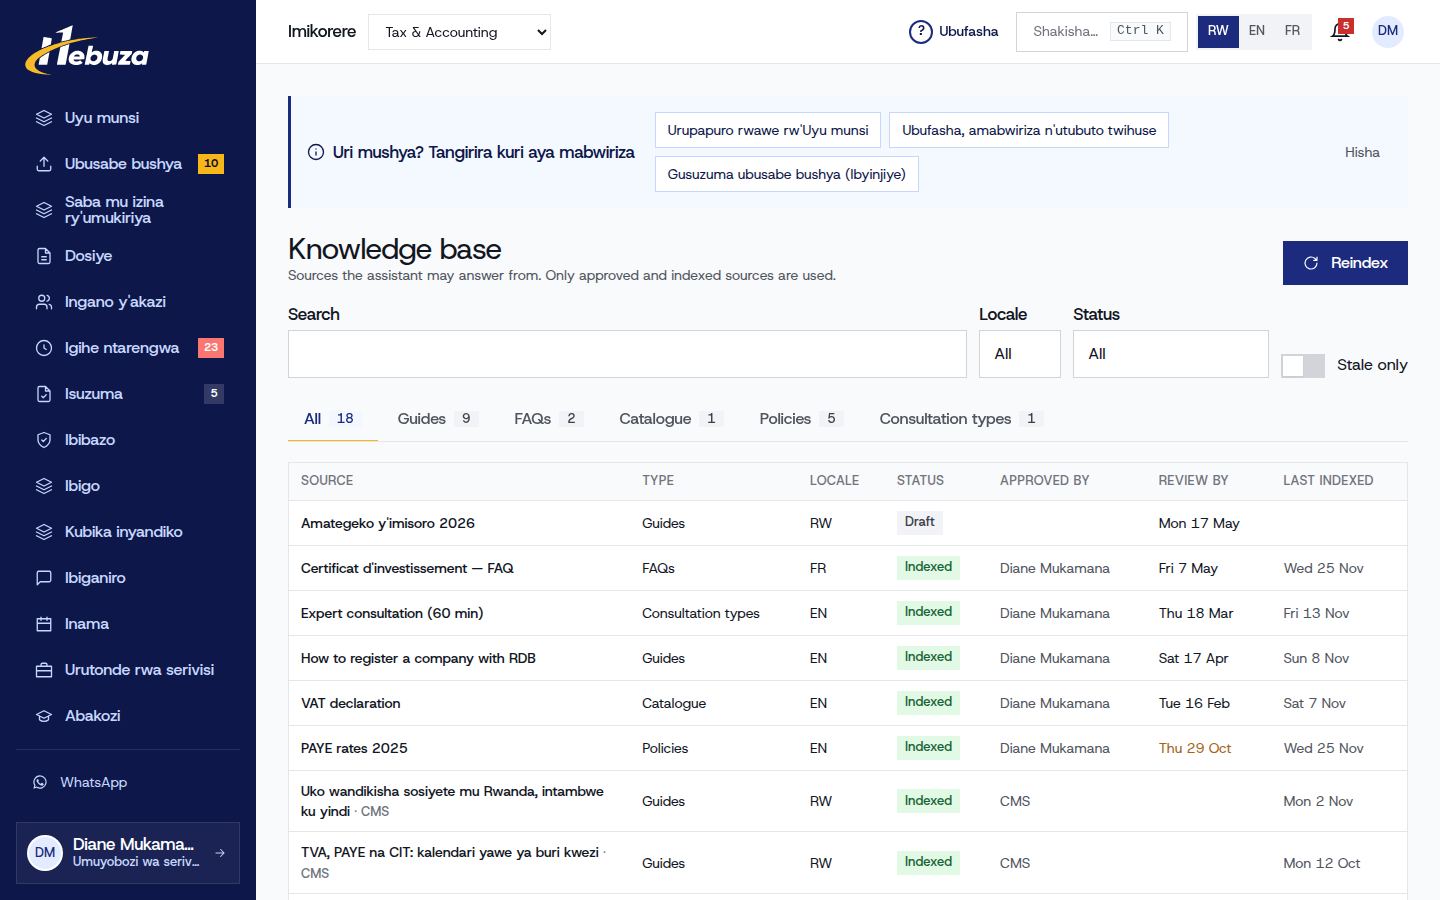 Hebuza
Uyu munsi
Ubusabe bushya 10
Saba mu izina
ry'umukiriya
Dosiye
Ingano y'akazi
Igihe ntarengwa 23
Isuzuma 5
Ibibazo
Ibigo
Kubika inyandiko
Ibiganiro
Inama
Urutonde rwa serivisi
Abakozi
WhatsApp
DM Diane Mukama...
Umuyobozi wa seriv...
Imikorere Tax & Accounting ? Ubufasha Shakisha... Ctrl K RW EN FR 5 DM
Uri mushya? Tangirira kuri aya mabwiriza
Urupapuro rwawe rw'Uyu munsi
Ubufasha, amabwiriza n'utubuto twihuse
Gusuzuma ubusabe bushya (Ibyinjiye)
Hisha
Knowledge base
Sources the assistant may answer from. Only approved and indexed sources are used.
Reindex
Search Locale Status
All All Stale only
All 18 Guides 9 FAQs 2 Catalogue 1 Policies 5 Consultation types 1
SOURCE TYPE LOCALE STATUS APPROVED BY REVIEW BY LAST INDEXED
Amategeko y'imisoro 2026 Guides RW Draft Mon 17 May
Certificat d'investissement — FAQ FAQs FR Indexed Diane Mukamana Fri 7 May Wed 25 Nov
Expert consultation (60 min) Consultation types EN Indexed Diane Mukamana Thu 18 Mar Fri 13 Nov
How to register a company with RDB Guides EN Indexed Diane Mukamana Sat 17 Apr Sun 8 Nov
VAT declaration Catalogue EN Indexed Diane Mukamana Tue 16 Feb Sat 7 Nov
PAYE rates 2025 Policies EN Indexed Diane Mukamana Thu 29 Oct Wed 25 Nov
Uko wandikisha sosiyete mu Rwanda, intambwe
ku yindi · CMS Guides RW Indexed CMS Mon 2 Nov
TVA, PAYE na CIT: kalendari yawe ya buri kwezi ·
CMS Guides RW Indexed CMS Mon 12 Oct